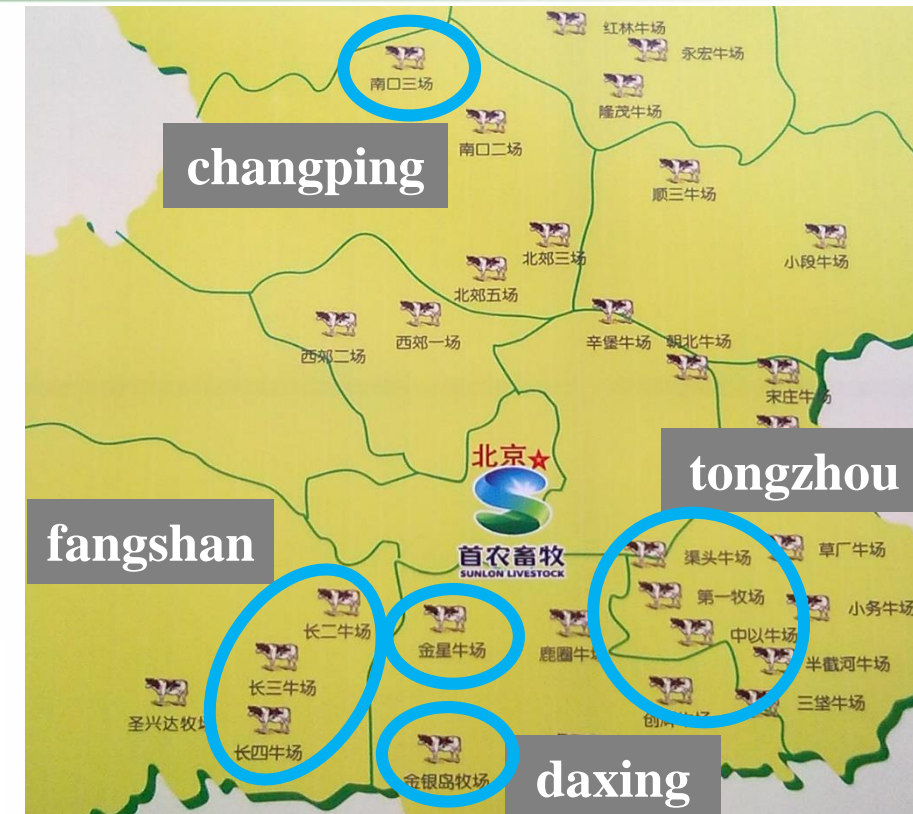 红林牛场
永宏牛场
南口三场
隆茂牛场
南口二场
changping
顺三牛场
北郊三场
小段牛场
北郊五场
西郊二场
西郊一场
辛堡牛场
朝北牛场
宋庄牛场
北京
tongzhou
fangshan
首农畜牧
SUNLON LIVESTOCK
渠头牛场
草厂牛场
第一牧场
小务牛场
长二牛场
金星牛场
鹿圈牛场
中以牛场
半截河牛场
长三牛场
圣兴达牧场
三垡牛场
长四牛场
金银岛牧场
daxing